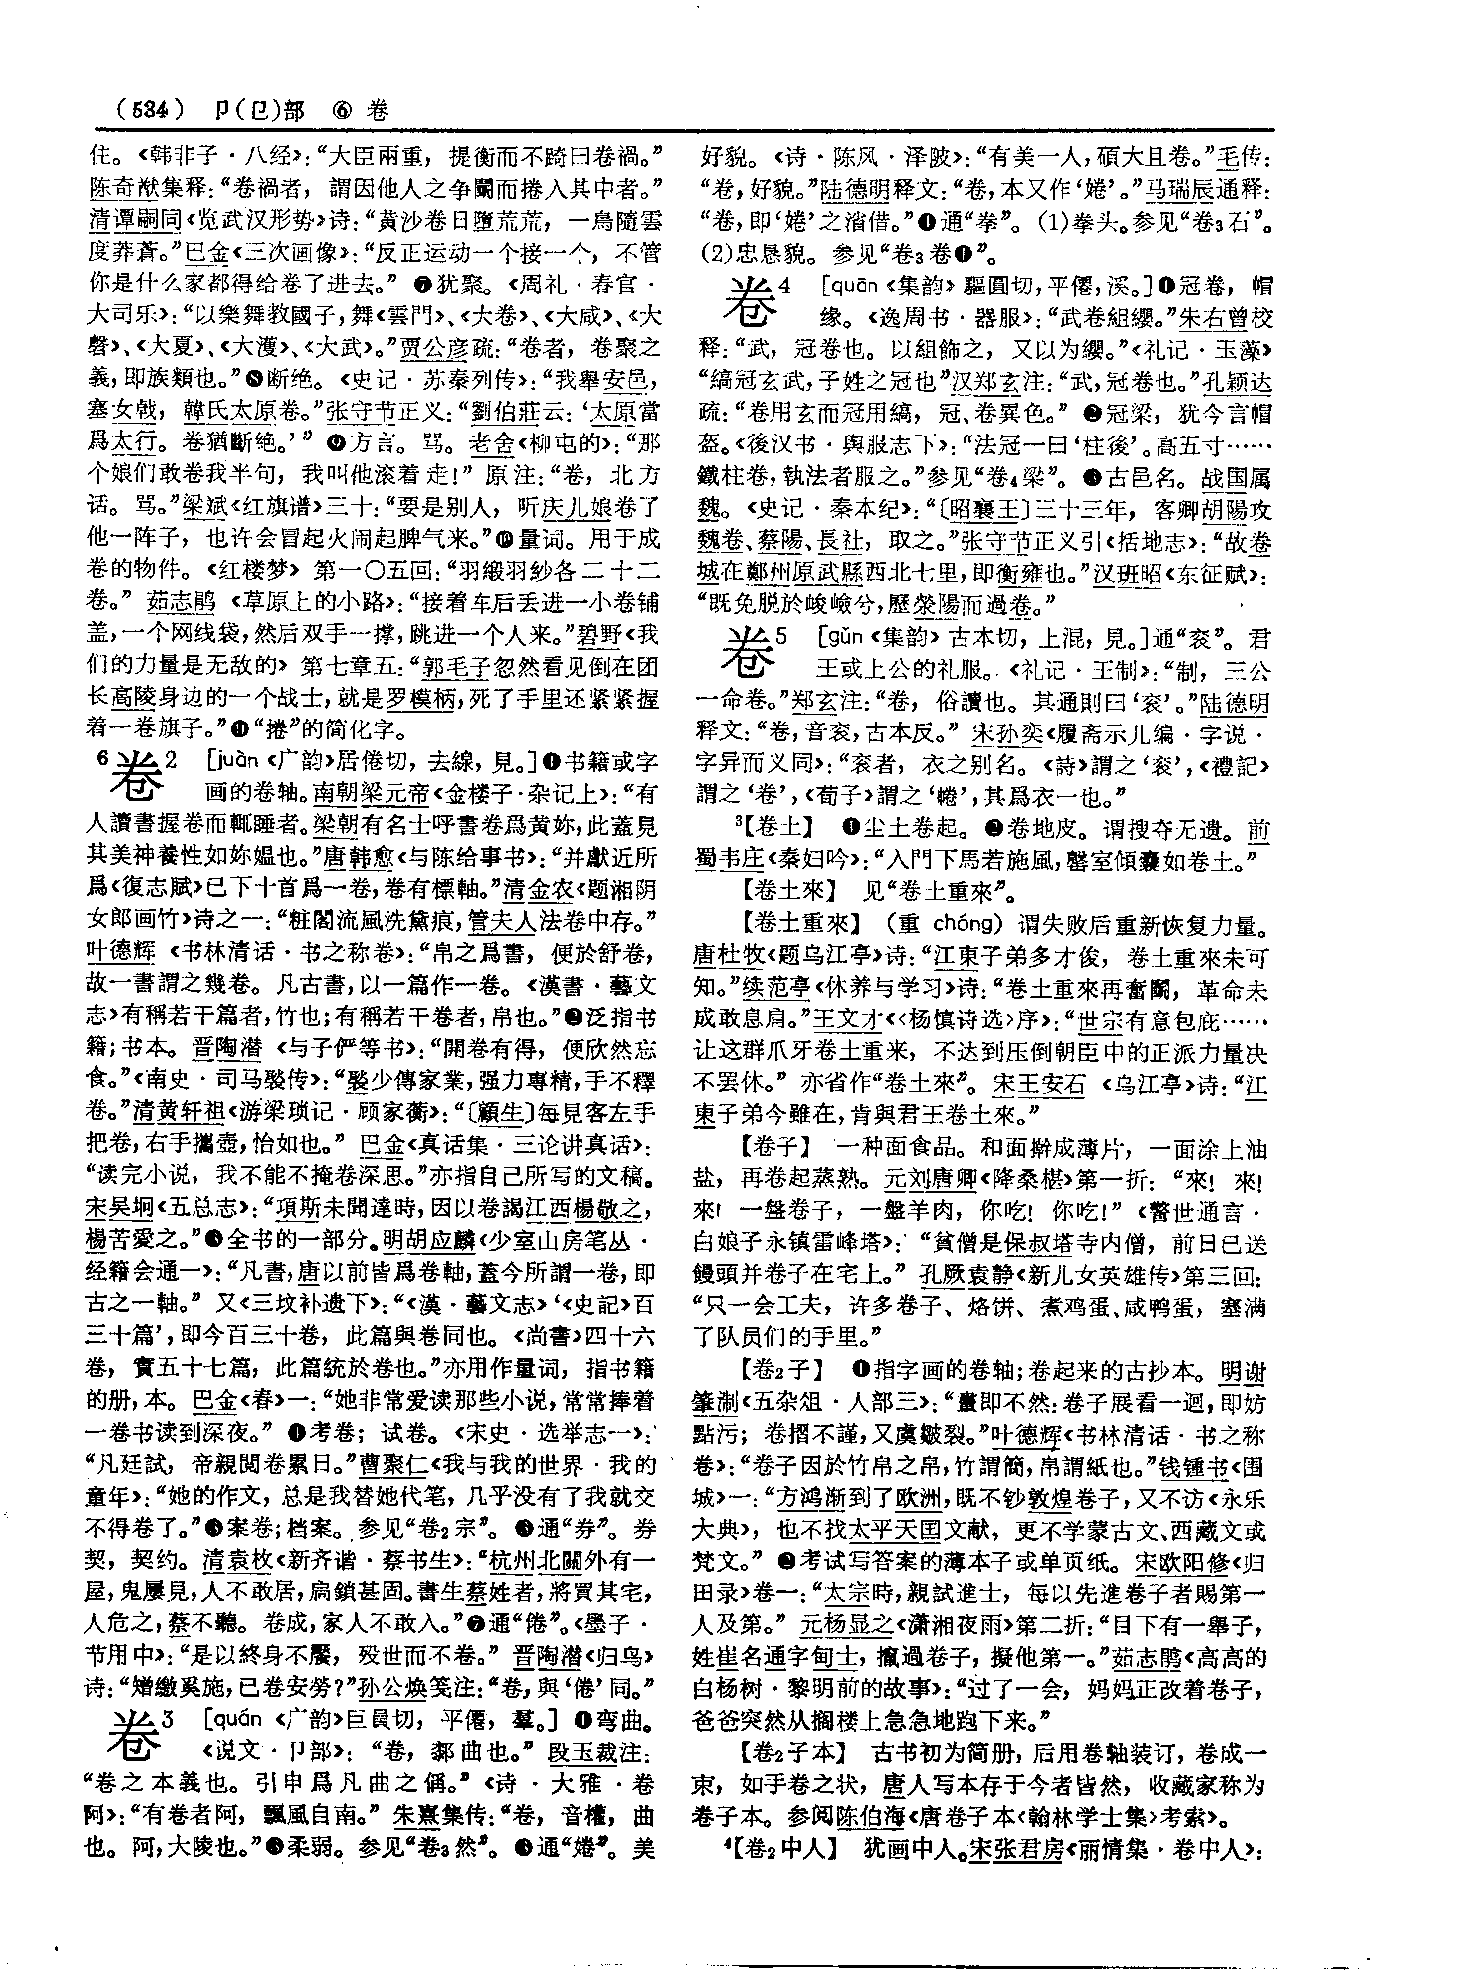 (534) 卩(㔾)部 ⑥ 卷
住。《韩非子·八经》：“大臣兩重，提衡而不踦曰卷禍。”
陈奇猷集释：“卷禍者，謂因他人之争鬭而捲入其中者。”
清谭嗣同《览武汉形势》诗：“黄沙卷日墮荒荒，一鳥隨雲
度莽蒼。”巴金《三次画像》：“反正运动一个接一个，不管
你是什么家都得给卷了进去。” ❼犹聚。《周礼·春官·
大司乐》：“以樂舞教國子，舞《雲門》、《大卷》、《大咸》、《大
磬》、《大夏》、《大濩》、《大武》。”贾公彦疏：“卷者，卷聚之
義，即族類也。”❽断绝。《史记·苏秦列传》：“我舉安邑，
塞女戟，韓氏太原卷。”张守节正义：“劉伯莊云：‘太原當
爲太行。卷猶斷绝。’” ❾方言。骂。老舍《柳屯的》：“那
个娘们敢卷我半句，我叫他滚着走！” 原注：“卷，北方
话。骂。”梁斌《红旗谱》三十：“要是别人，听庆儿娘卷了
他一阵子，也许会冒起火闹起脾气来。”❿量词。用于成
卷的物件。《红楼梦》第一〇五回：“羽緞羽紗各二十二
卷。” 茹志鹃《草原上的小路》：“接着车后丢进一小卷铺
盖，一个网线袋，然后双手一撑，跳进一个人来。”碧野《我
们的力量是无敌的》第七章五：“郭毛子忽然看见倒在团
长高陵身边的一个战士，就是罗模柄，死了手里还紧紧握
着一卷旗子。”⓫“捲”的简化字。
6卷2 [juàn《广韵》居倦切，去線，見。]❶书籍或字
画的卷轴。南朝梁元帝《金楼子·杂记上》：“有
人讀書握卷而輒睡者。梁朝有名士呼書卷爲黄妳，此蓋見
其美神養性如妳媼也。”唐韩愈《与陈给事书》：“并獻近所
爲《復志賦》已下十首爲一卷，卷有標軸。”清金农《题湘阴
女郎画竹》诗之一：“粧閣流風洗黛痕，管夫人法卷中存。”
叶德辉《书林清话·书之称卷》：“帛之爲書，便於舒卷，
故一書謂之幾卷。凡古書，以一篇作一卷。《漢書·藝文
志》有稱若干篇者，竹也；有稱若干卷者，帛也。”❷泛指书
籍；书本。晋陶潜《与子俨等书》：“開卷有得，便欣然忘
食。”《南史·司马褧传》：“褧少傳家業，强力專精，手不釋
卷。”清黄轩祖《游梁琐记·顾家蘅》：“〔顧生〕每見客左手
把卷，右手攜壺，怡如也。” 巴金《真话集·三论讲真话》：
“读完小说，我不能不掩卷深思。”亦指自己所写的文稿。
宋吴坰《五总志》：“項斯未聞達時，因以卷謁江西楊敬之，
楊苦愛之。”❸全书的一部分。明胡应麟《少室山房笔丛·
经籍会通一》：“凡書，唐以前皆爲卷軸，蓋今所謂一卷，即
古之一軸。” 又《三坟补遗下》：“《漢·藝文志》‘《史記》百
三十篇’，即今百三十卷，此篇與卷同也。《尚書》四十六
卷，實五十七篇，此篇統於卷也。”亦用作量词，指书籍
的册，本。巴金《春》一：“她非常爱读那些小说，常常捧着
一卷书读到深夜。” ❹考卷；试卷。《宋史·选举志一》：
“凡廷試，帝親閱卷累日。”曹聚仁《我与我的世界·我的
童年》：“她的作文，总是我替她代笔，几乎没有了我就交
不得卷了。”❺案卷；档案。参见“卷2宗”。❻通“券”。券
契，契约。清袁枚《新齐谐·蔡书生》：“杭州北關外有一
屋，鬼屢見，人不敢居，扃鎖甚固。書生蔡姓者，將買其宅，
人危之，蔡不聽。卷成，家人不敢入。”❼通“倦”。《墨子·
节用中》：“是以終身不饜，殁世而不卷。” 晋陶潜《归鸟》
诗：“矰繳奚施，已卷安勞？”孙公焕笺注：“卷，與‘倦’同。”
卷3 [quán《广韵》巨員切，平僊，羣。] ❶弯曲。
《说文·卩部》：“卷，厀曲也。” 段玉裁注：
“卷之本義也。引申爲凡曲之偁。”《诗·大雅·卷
阿》：“有卷者阿，飄風自南。” 朱熹集传：“卷，音權，曲
也。阿，大陵也。”❷柔弱。参见“卷3然”。❸通“婘”。美
好貌。《诗·陈风·泽陂》：“有美一人，碩大且卷。”毛传：
“卷，好貌。”陆德明释文：“卷，本又作‘婘’。”马瑞辰通释：
“卷，即‘婘’之渻借。”❹通“拳”。(1)拳头。参见“卷3石”。
(2)忠恳貌。参见“卷3卷❶”。
卷4 [quān《集韵》驅圓切，平僊，溪。]❶冠卷，帽
缘。《逸周书·器服》：“武卷組纓。”朱右曾校
释：“武，冠卷也。以組飾之，又以为纓。”《礼记·玉藻》
“縞冠玄武，子姓之冠也”汉郑玄注：“武，冠卷也。”孔颖达
疏：“卷用玄而冠用縞，冠、卷異色。” ❷冠梁，犹今言帽
盔。《後汉书·舆服志下》：“法冠一曰‘柱後’。高五寸……
鐵柱卷，執法者服之。”参见“卷4梁”。❸古邑名。战国属
魏。《史记·秦本纪》：“〔昭襄王〕三十三年，客卿胡陽攻
魏卷、蔡陽、長社，取之。”张守节正义引《括地志》：“故卷
城在鄭州原武縣西北七里，即衡雍也。”汉班昭《东征赋》：
“既免脱於峻嶮兮，歷滎陽而過卷。”
卷5 [gǔn《集韵》古本切，上混，見。]通“衮”。君
王或上公的礼服。《礼记·王制》：“制，三公
一命卷。”郑玄注：“卷，俗讀也。其通則曰‘衮’。”陆德明
释文：“卷，音衮，古本反。” 宋孙奕《履斋示儿编·字说·
字异而义同》：“衮者，衣之别名。《詩》謂之‘衮’，《禮記》
謂之‘卷’，《荀子》謂之‘裷’，其爲衣一也。”
3【卷土】 ❶尘土卷起。❷卷地皮。谓搜夺无遗。前
蜀韦庄《秦妇吟》：“入門下馬若旋風，罄室傾囊如卷土。”
【卷土來】 见“卷土重來”。
【卷土重來】 （重 chóng）谓失败后重新恢复力量。
唐杜牧《题乌江亭》诗：“江東子弟多才俊，卷土重來未可
知。”续范亭《休养与学习》诗：“卷土重來再奮鬭，革命未
成敢息肩。”王文才《〈杨慎诗选〉序》：“世宗有意包庇……
让这群爪牙卷土重来，不达到压倒朝臣中的正派力量决
不罢休。” 亦省作“卷土來”。宋王安石《乌江亭》诗：“江
東子弟今雖在，肯與君王卷土來。”
【卷子】 一种面食品。和面擀成薄片，一面涂上油
盐，再卷起蒸熟。元刘唐卿《降桑椹》第一折：“來！來！
來！一盤卷子，一盤羊肉，你吃！你吃！”《警世通言·
白娘子永镇雷峰塔》：“貧僧是保叔塔寺内僧，前日已送
饅頭并卷子在宅上。” 孔厥袁静《新儿女英雄传》第三回：
“只一会工夫，许多卷子、烙饼、煮鸡蛋、咸鸭蛋，塞满
了队员们的手里。”
【卷2子】 ❶指字画的卷轴；卷起来的古抄本。明谢
肇淛《五杂俎·人部三》：“畫即不然：卷子展看一迴，即妨
點污；卷摺不謹，又虞皺裂。”叶德辉《书林清话·书之称
卷》：“卷子因於竹帛之帛，竹謂簡，帛謂紙也。”钱锺书《围
城》一：“方鸿渐到了欧洲，既不钞敦煌卷子，又不访《永乐
大典》，也不找太平天国文献，更不学蒙古文、西藏文或
梵文。” ❷考试写答案的薄本子或单页纸。宋欧阳修《归
田录》卷一：“太宗時，親試進士，每以先進卷子者賜第一
人及第。” 元杨显之《潇湘夜雨》第二折：“目下有一舉子，
姓崔名通字甸士，攛過卷子，擬他第一。”茹志鹃《高高的
白杨树·黎明前的故事》：“过了一会，妈妈正改着卷子，
爸爸突然从搁楼上急急地跑下来。”
【卷2子本】 古书初为简册，后用卷轴装订，卷成一
束，如手卷之状，唐人写本存于今者皆然，收藏家称为
卷子本。参阅陈伯海《唐卷子本〈翰林学士集〉考索》。
4【卷2中人】 犹画中人。宋张君房《丽情集·卷中人》：